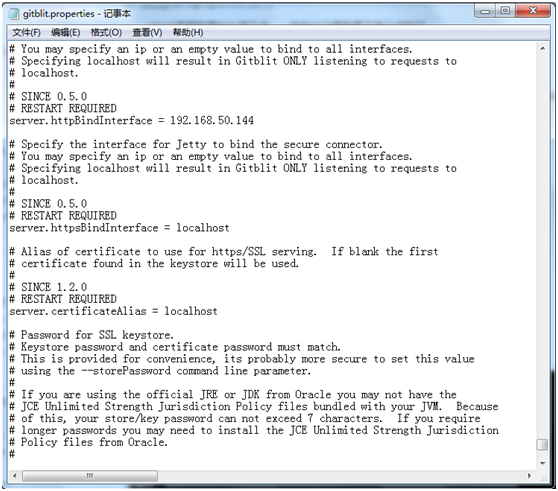 gitblit.properties - 记事本
文件(F) 编辑(E) 格式(O) 查看(V) 帮助(H)
# You may specify an ip or an empty value to bind to all interfaces.
# Specifying localhost will result in Gitblit ONLY listening to requests to
# localhost.
#
# SINCE 0.5.0
# RESTART REQUIRED
server.httpBindInterface = 192.168.50.144
# Specify the interface for Jetty to bind the secure connector.
# You may specify an ip or an empty value to bind to all interfaces.
# Specifying localhost will result in Gitblit ONLY listening to requests to
# localhost.
#
# SINCE 0.5.0
# RESTART REQUIRED
server.httpsBindInterface = localhost
# Alias of certificate to use for https/SSL serving.  If blank the first
# certificate found in the keystore will be used.
#
# SINCE 1.2.0
# RESTART REQUIRED
server.certificateAlias = localhost
# Password for SSL keystore.
# Keystore password and certificate password must match.
# This is provided for convenience, its probably more secure to set this value
# using the --storePassword command line parameter.
#
# If you are using the official JRE or JDK from Oracle you may not have the
# JCE Unlimited Strength Jurisdiction Policy files bundled with your JVM.  Because
# of this, your store/key password can not exceed 7 characters.  If you require
# longer passwords you may need to install the JCE Unlimited Strength Jurisdiction
# Policy files from Oracle.
#